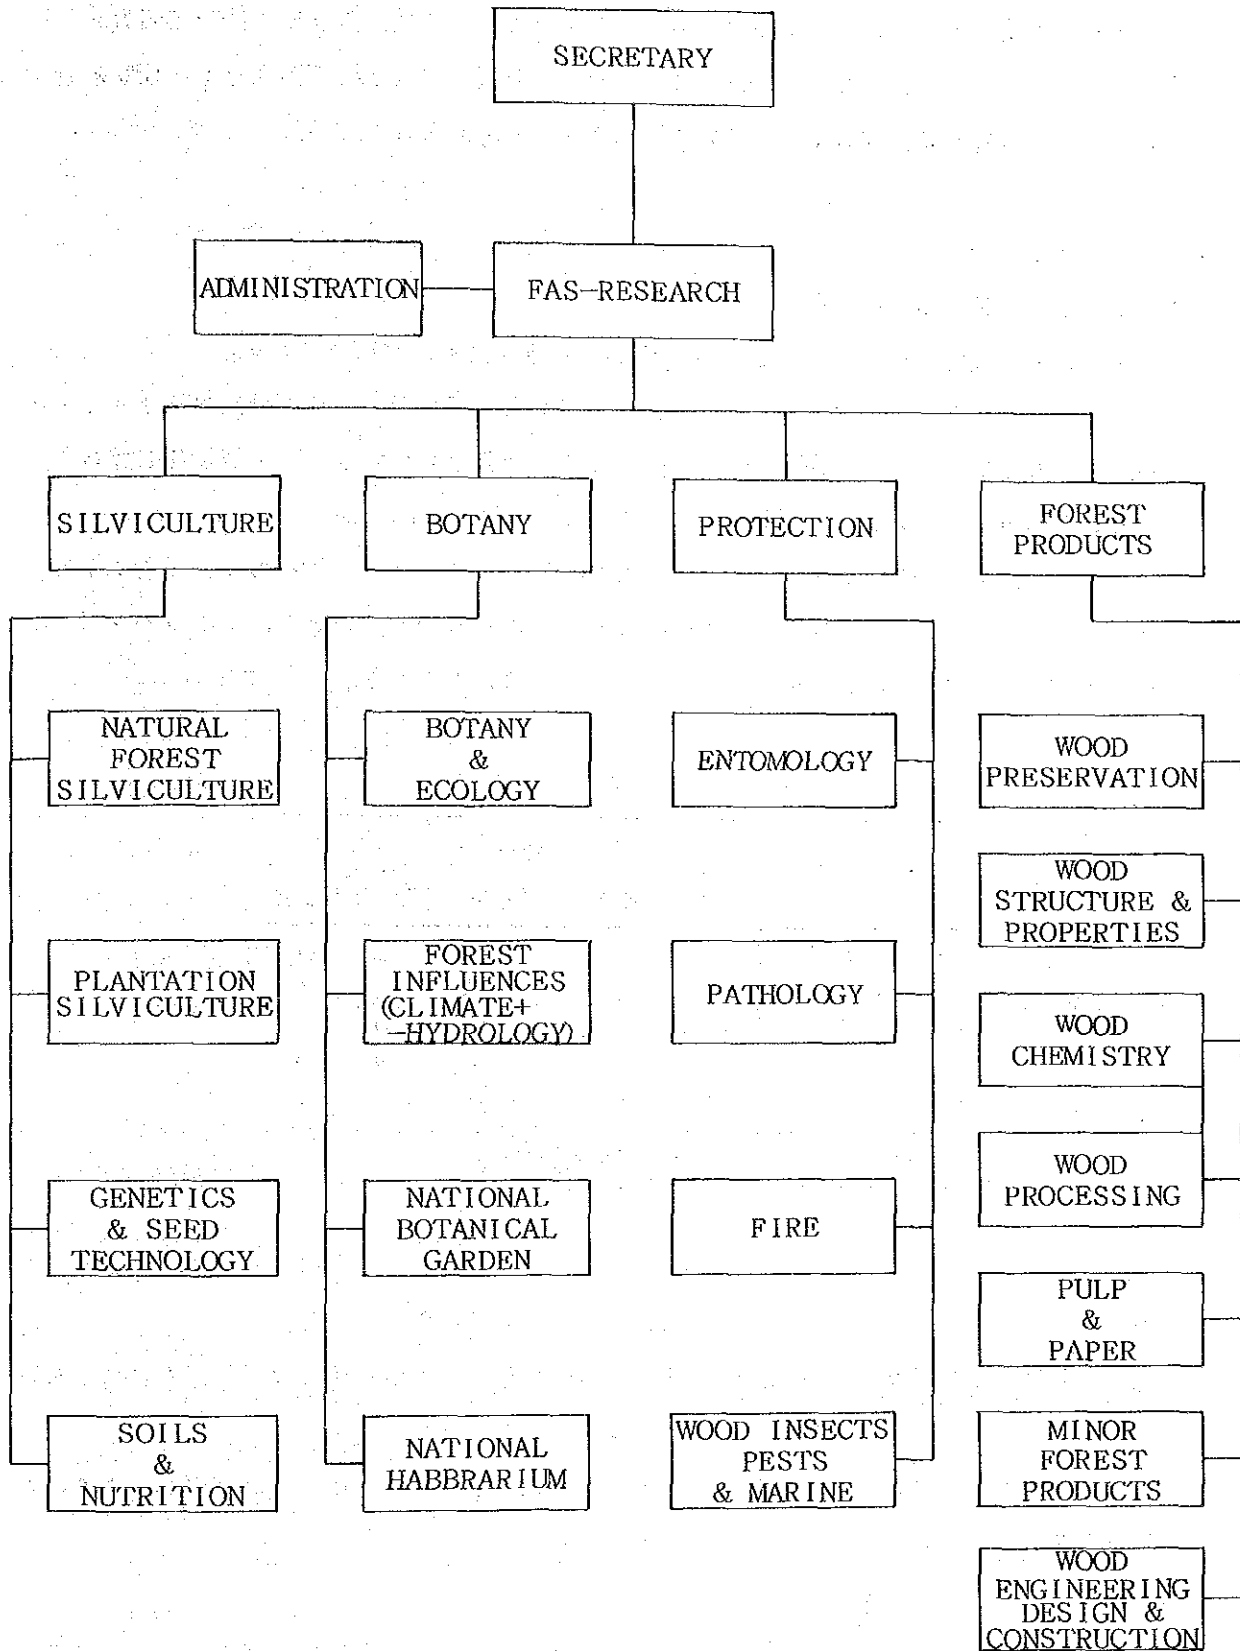 SECRETARY
ADMINISTRATION
FAS-RESEARCH
SILVICULTURE
BOTANY
PROTECTION
FOREST
PRODUCTS
NATURAL
FOREST
SILVICULTURE
PLANTATION
SILVICULTURE
GENETICS
& SEED
TECHNOLOGY
SOILS
&
NUTRITION
BOTANY
&
ECOLOGY
FOREST
INFLUENCES
(CLIMATE+
-HYDROLOGY)
NATIONAL
BOTANICAL
GARDEN
NATIONAL
HABBRARIUM
ENTOMOLOGY
PATHOLOGY
FIRE
WOOD INSECTS
PESTS
& MARINE
WOOD
PRESERVATION
WOOD
STRUCTURE &
PROPERTIES
WOOD
CHEMISTRY
WOOD
PROCESSING
PULP
&
PAPER
MINOR
FOREST
PRODUCTS
WOOD
ENGINEERING
DESIGN &
CONSTRUCTION